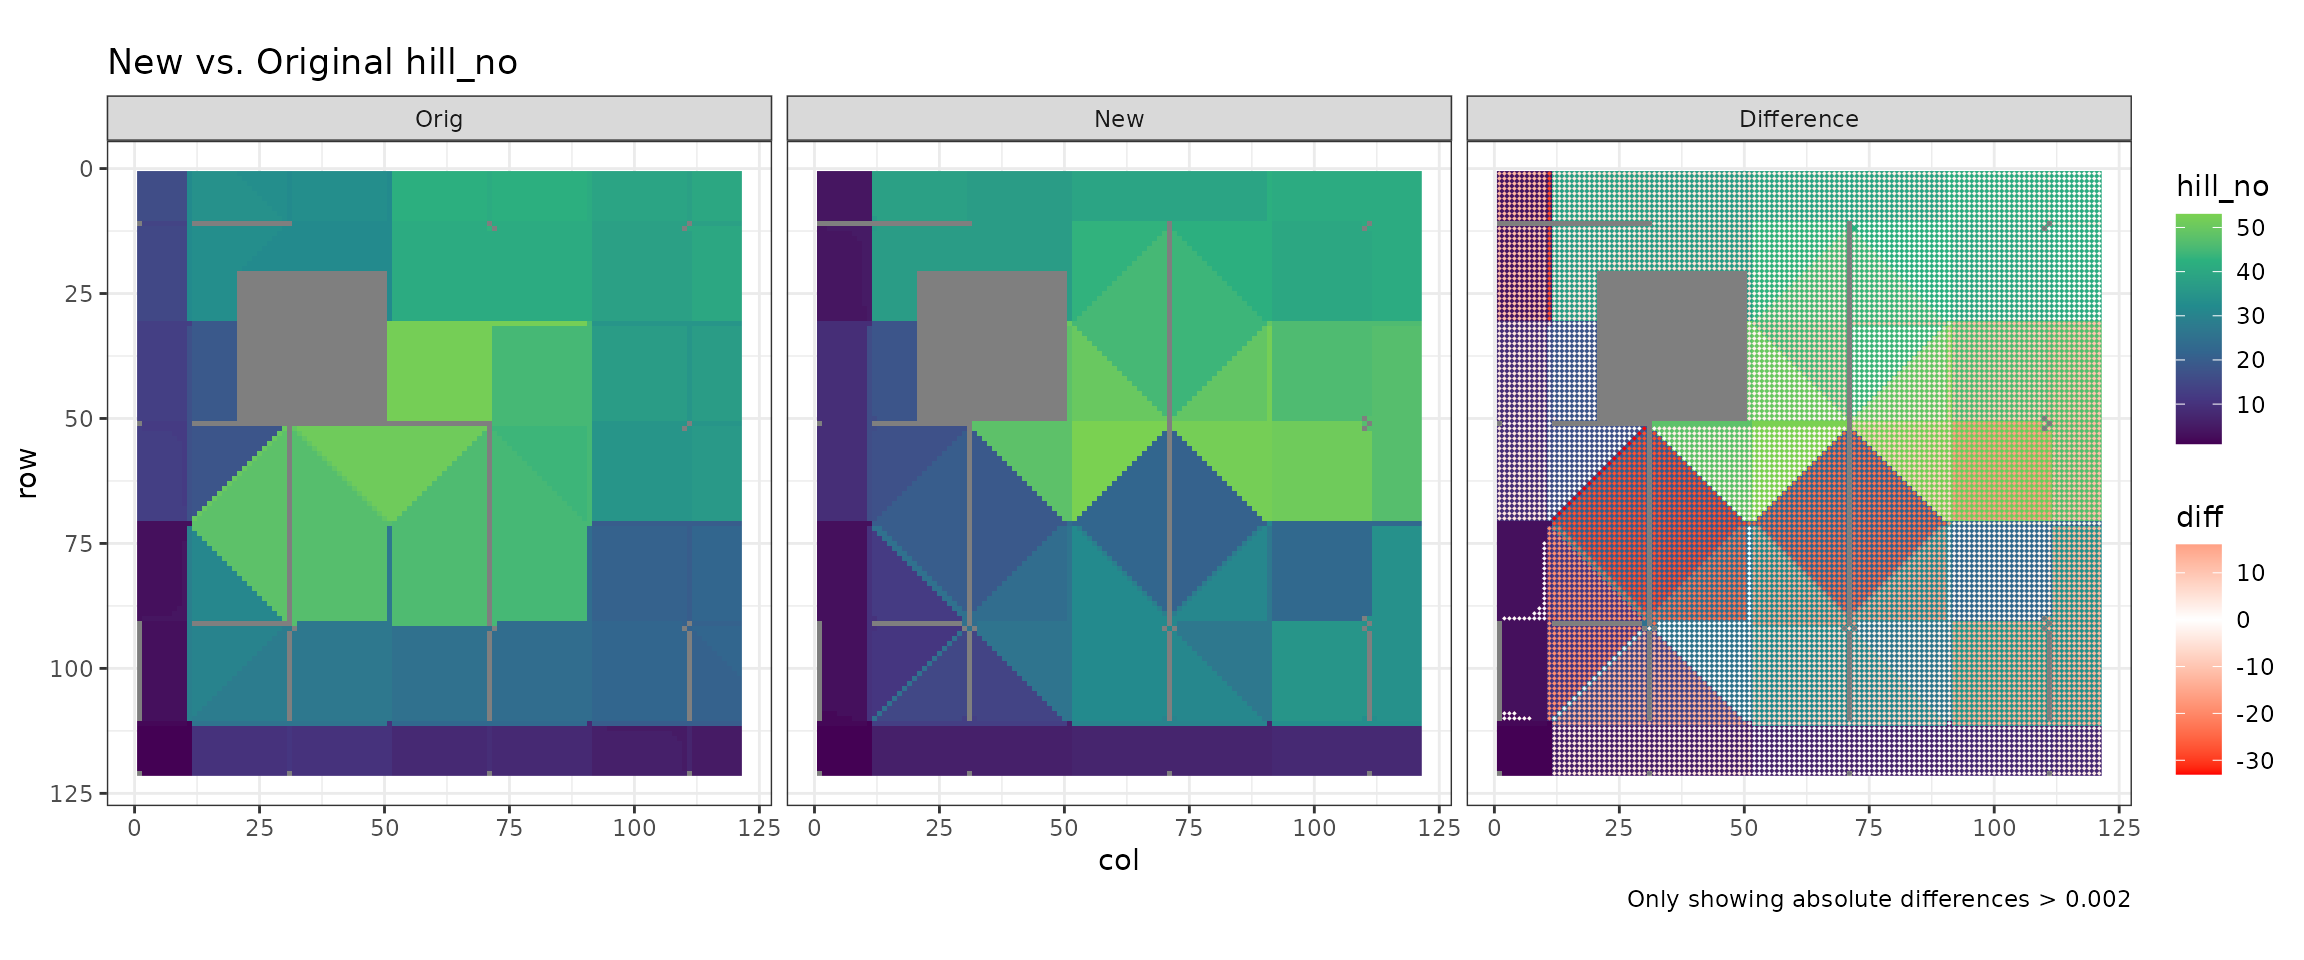 New vs. Original hill_no
Orig
New
Difference
row
0
25
50
75
100
125
0 25 50 75 100 125
0 25 50 75 100 125
0 25 50 75 100 125
col
hill_no
50
40
30
20
10
diff
10
0
-10
-20
-30
Only showing absolute differences > 0.002